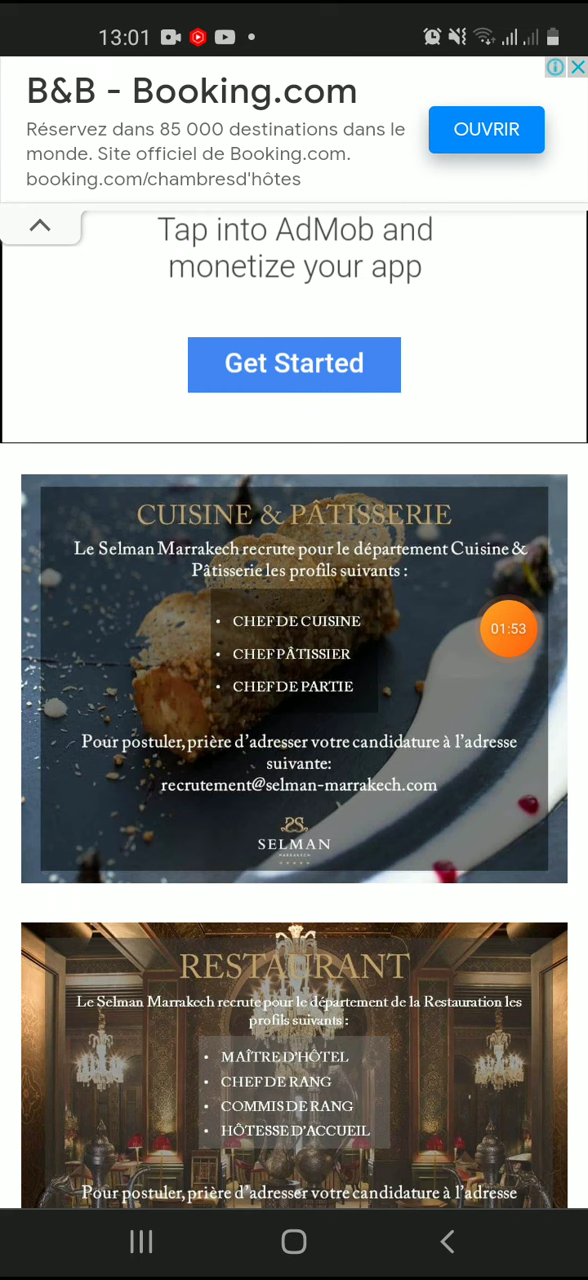 13:01
B&B - Booking.com
Réservez dans 85 000 destinations dans le
monde. Site officiel de Booking.com.
booking.com/chambresd'hôtes
OUVRIR
Tap into AdMob and
monetize your app
Get Started
CUISINE & PÂTISSERIE
Le Selman Marrakech recrute pour le département Cuisine &
Pâtisserie les profils suivants :
• CHEF DE CUISINE
• CHEF PÂTISSIER
• CHEF DE PARTIE
01:53
Pour postuler, prière d'adresser votre candidature à l'adresse
suivante:
recrutement@selman-marrakech.com
SELMAN
MARRAKECH
RESTAURANT
Le Selman Marrakech recrute pour le département de la Restauration les
profils suivants :
• MAÎTRE D'HÔTEL
• CHEF DE RANG
• COMMIS DE RANG
• HÔTESSE D'ACCUEIL
Pour postuler, prière d'adresser votre candidature à l'adresse